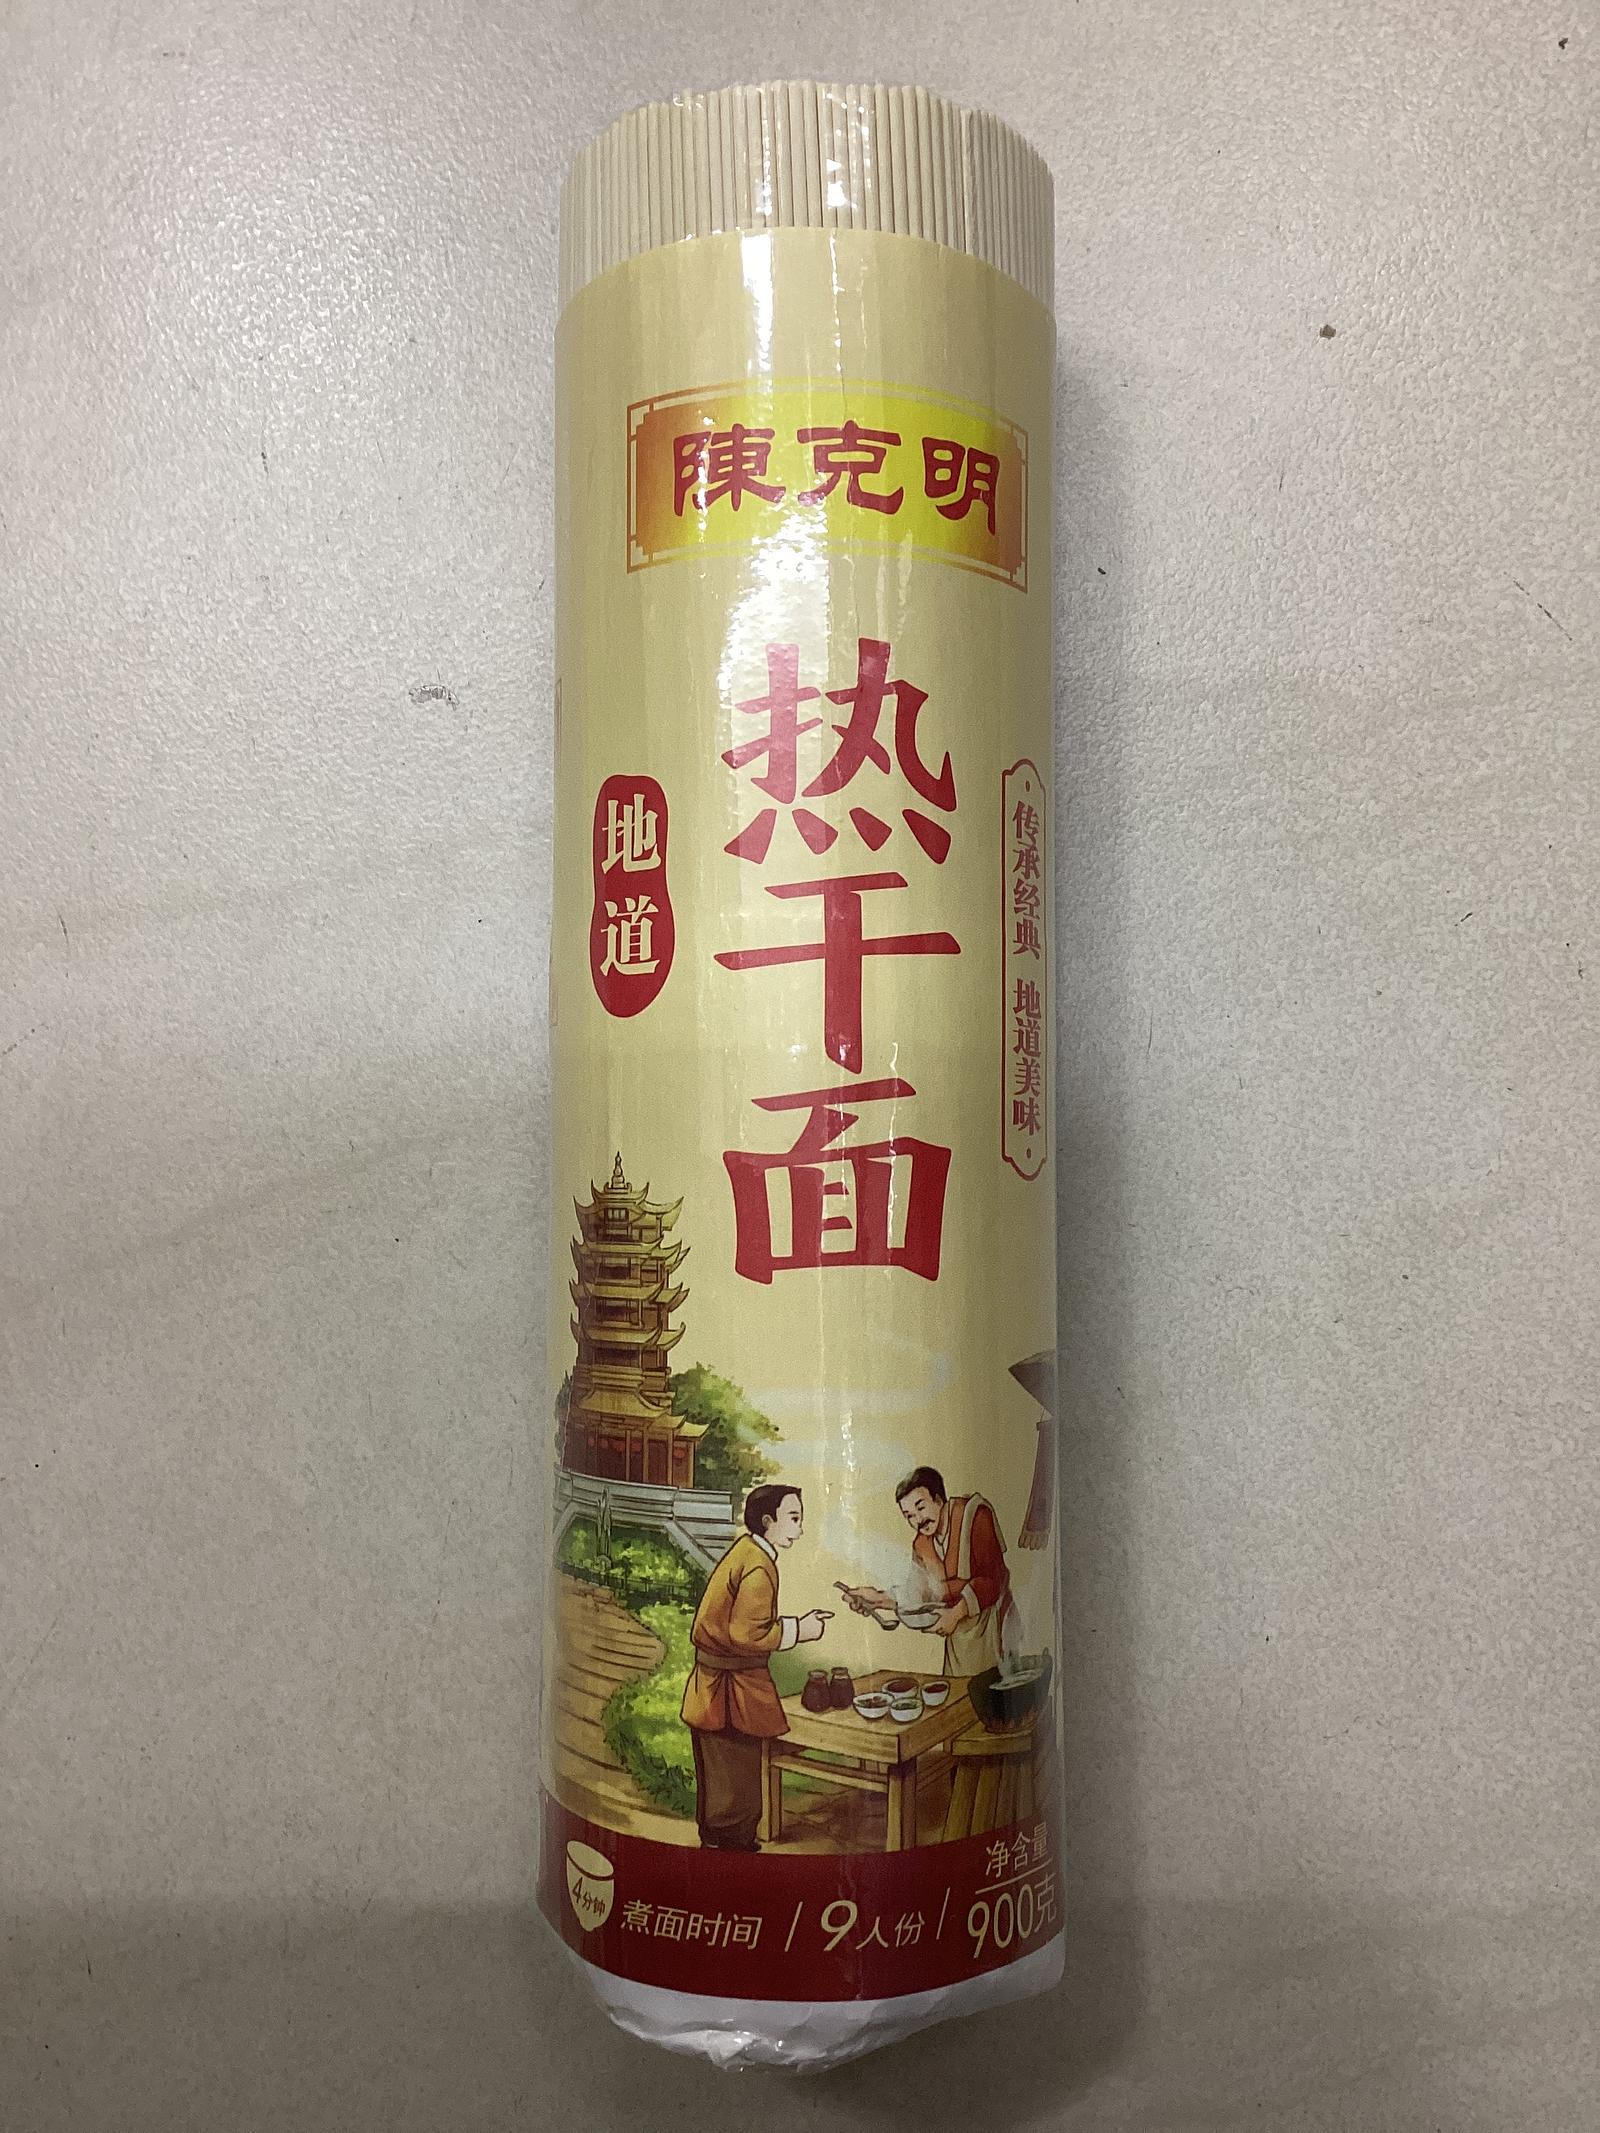 陳克明
热干面
地道
传承经典 地道美味
4分钟
煮面时间 / 9人份 /
净含量
900克